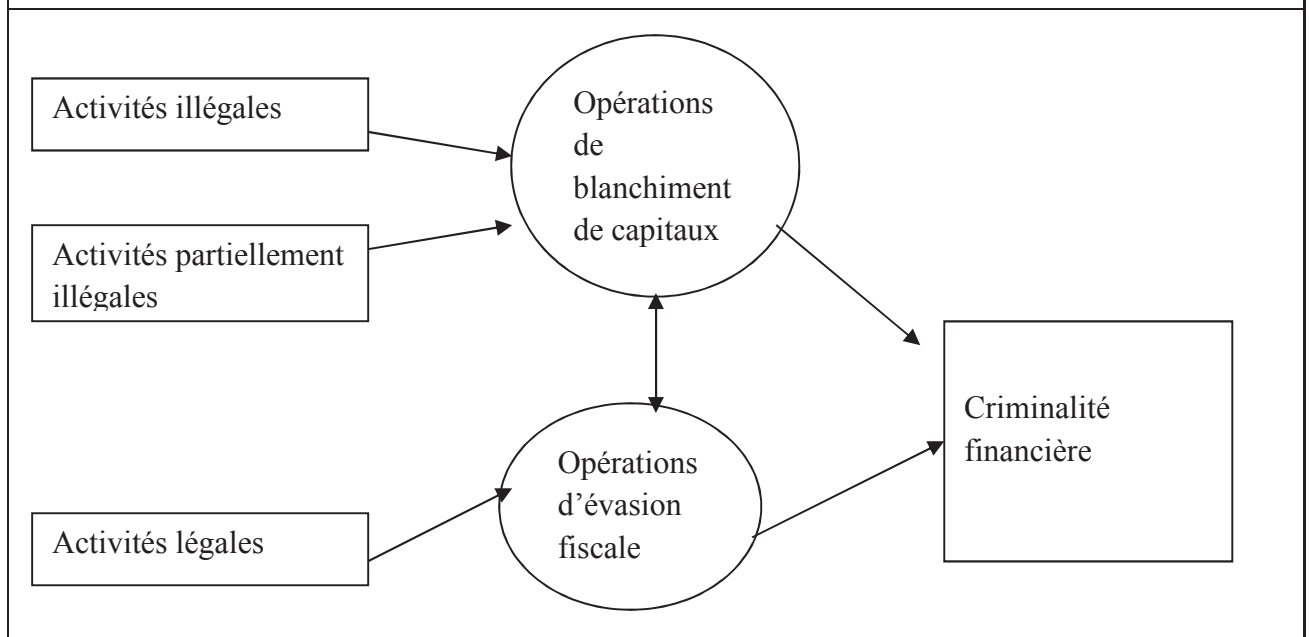 Activités illégales
Activités partiellement
illégales
Activités légales
Opérations
de
blanchiment
de capitaux
Opérations
d’évasion
fiscale
Criminalité
financière